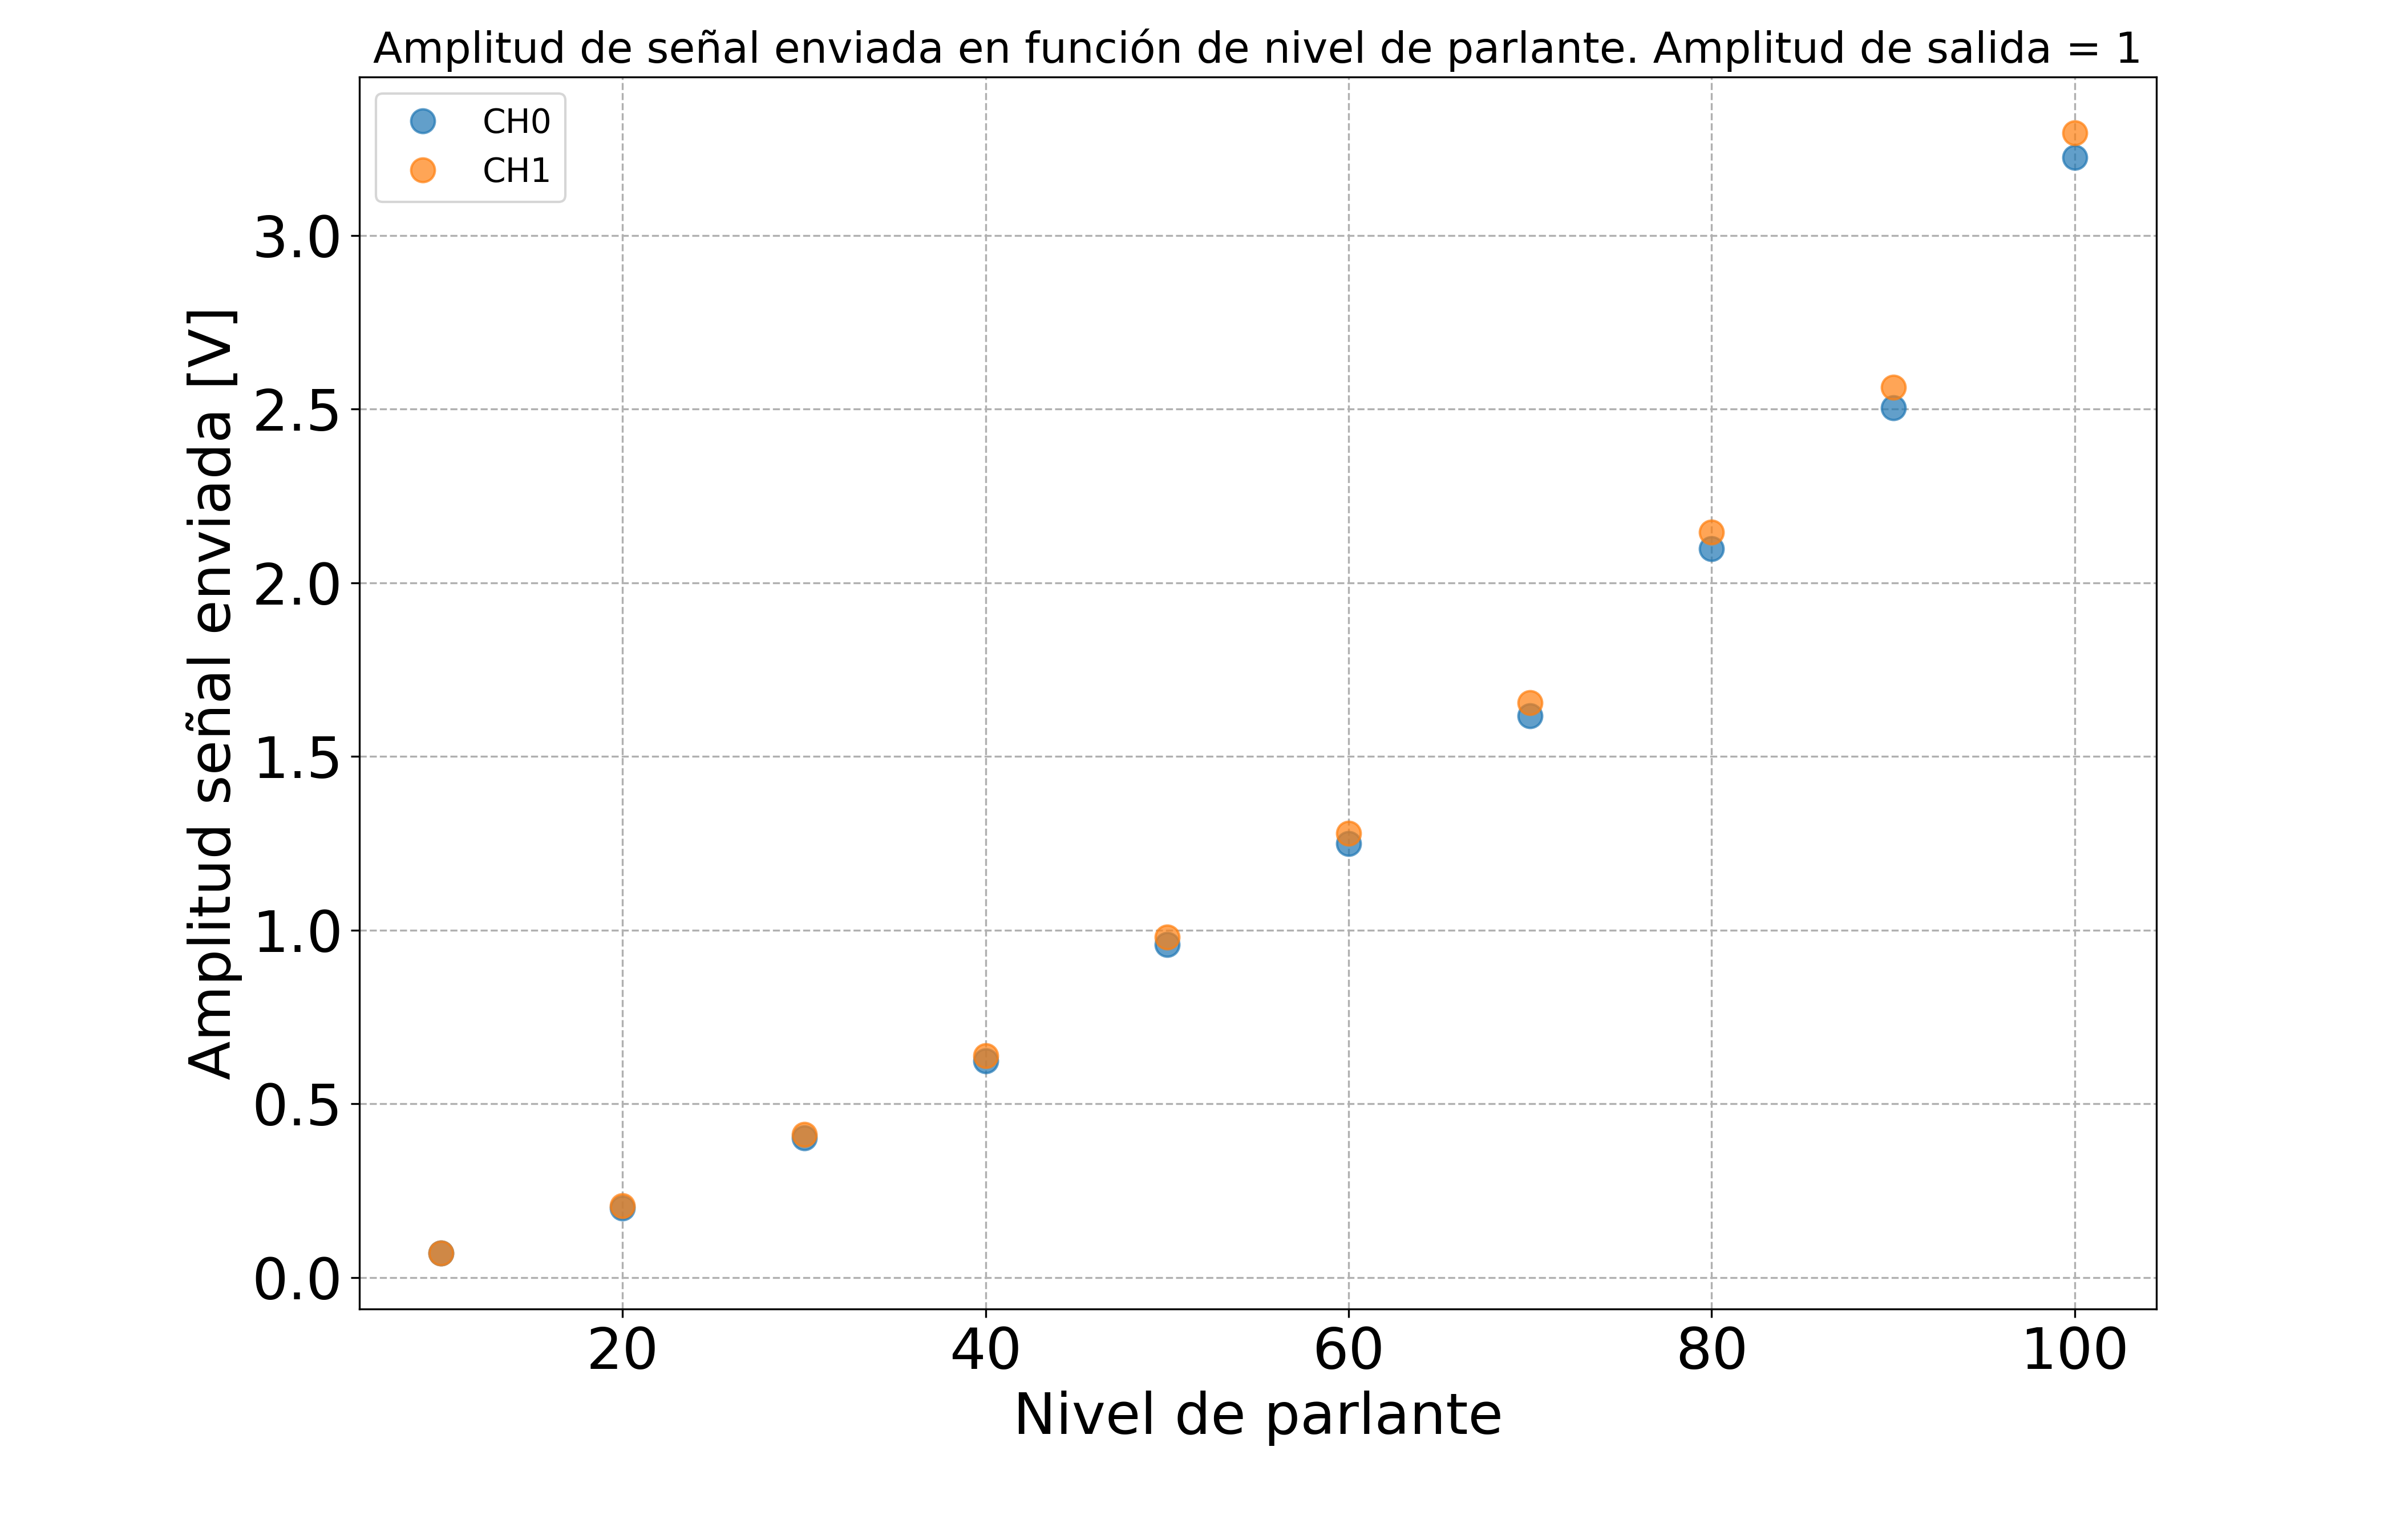 Amplitud de señal enviada en función de nivel de parlante. Amplitud de salida = 1
CH0
CH1
3.0
2.5
2.0
1.5
1.0
0.5
0.0
Amplitud señal enviada [V]
20 40 60 80 100
Nivel de parlante